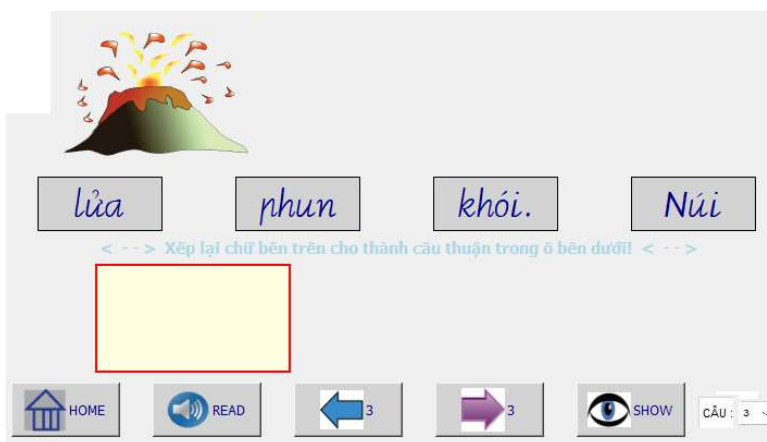 lửa phun khói. Núi
< - - > Xếp lại chữ bên trên cho thành câu thuận trong ô bên dưới! < - - >
HOME READ 3 3 SHOW CÂU : 3